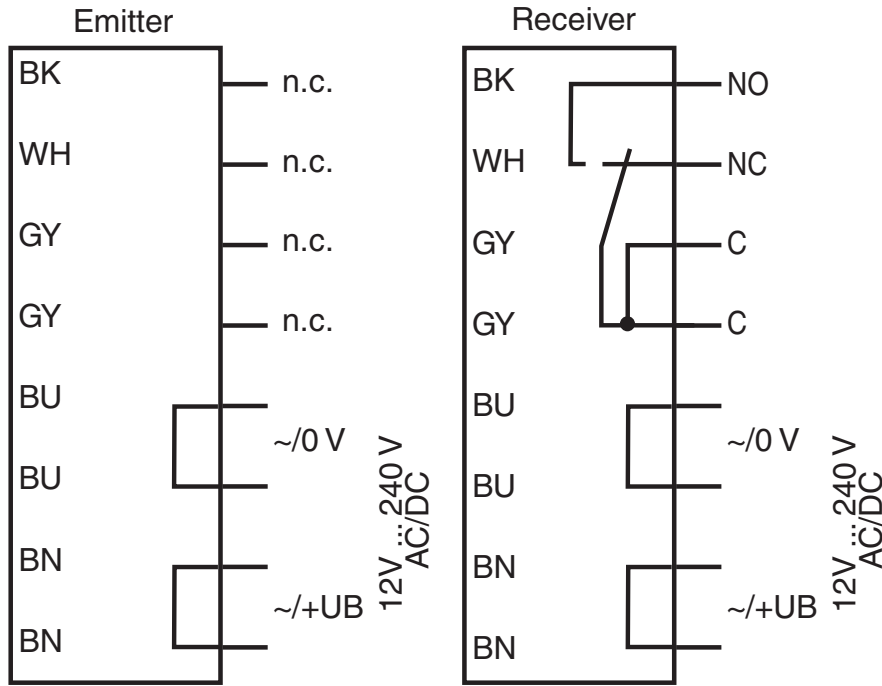 Emitter
BK n.c.
WH n.c.
GY n.c.
GY n.c.
BU
~/0 V
BU
BN
~/+UB
BN
12V ... 240 V
AC/DC
Receiver
BK NO
WH NC
GY C
GY C
BU
~/0 V
BU
BN
~/+UB
BN
12V ... 240 V
AC/DC